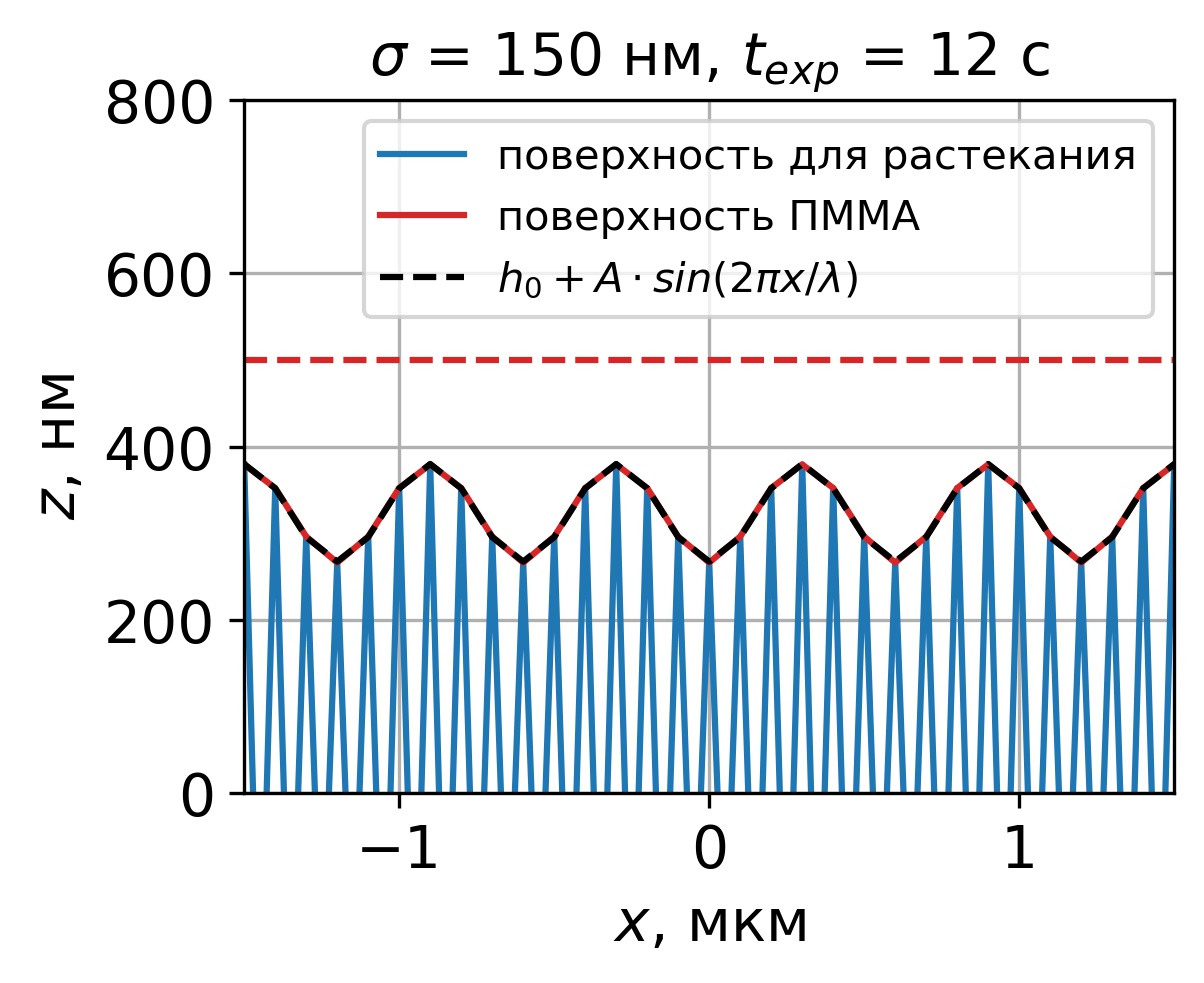 σ = 150 нм, t_exp = 12 с
800
поверхность для растекания
поверхность ПММА
h₀ + A · sin(2πx/λ)
600
400
200
0
z, нм
−1
0
1
x, мкм